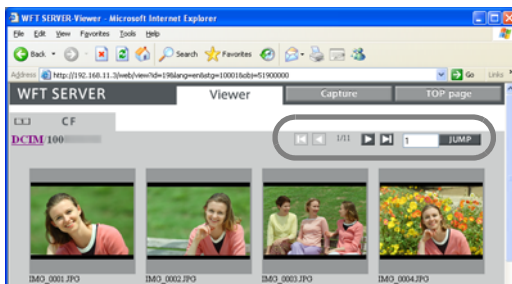 WFT SERVER-Viewer - Microsoft Internet Explorer
File Edit View Favorites Tools Help
Back Search Favorites
Address http://192.168.11.3/web/view?id=19&lang=en&stg=10001&obj=51900000 Go Links
WFT SERVER Viewer Capture TOP page
CF
DCIM/100
1/11 1 JUMP
IMG_0001.JPG IMG_0002.JPG IMG_0003.JPG IMG_0004.JPG